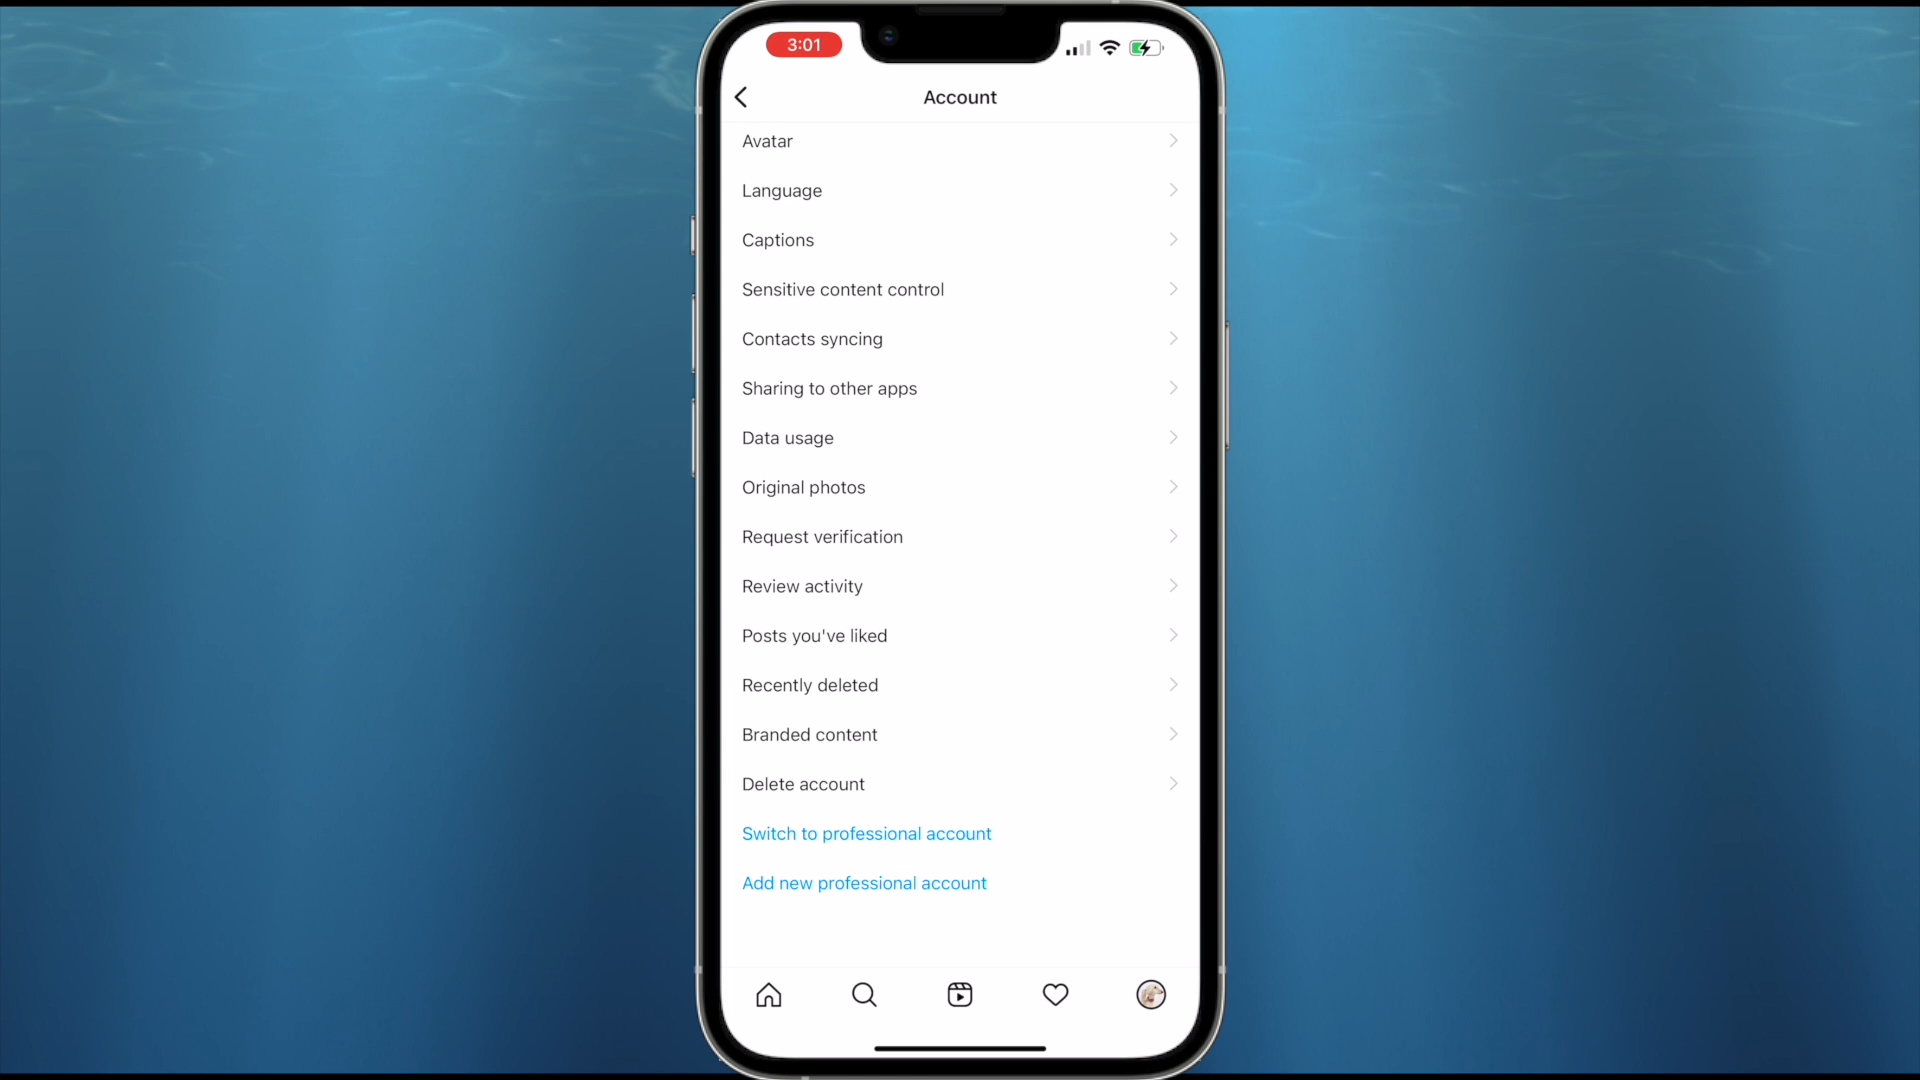 3:01
Account
Avatar
Language
Captions
Sensitive content control
Contacts syncing
Sharing to other apps
Data usage
Original photos
Request verification
Review activity
Posts you've liked
Recently deleted
Branded content
Delete account
Switch to professional account
Add new professional account